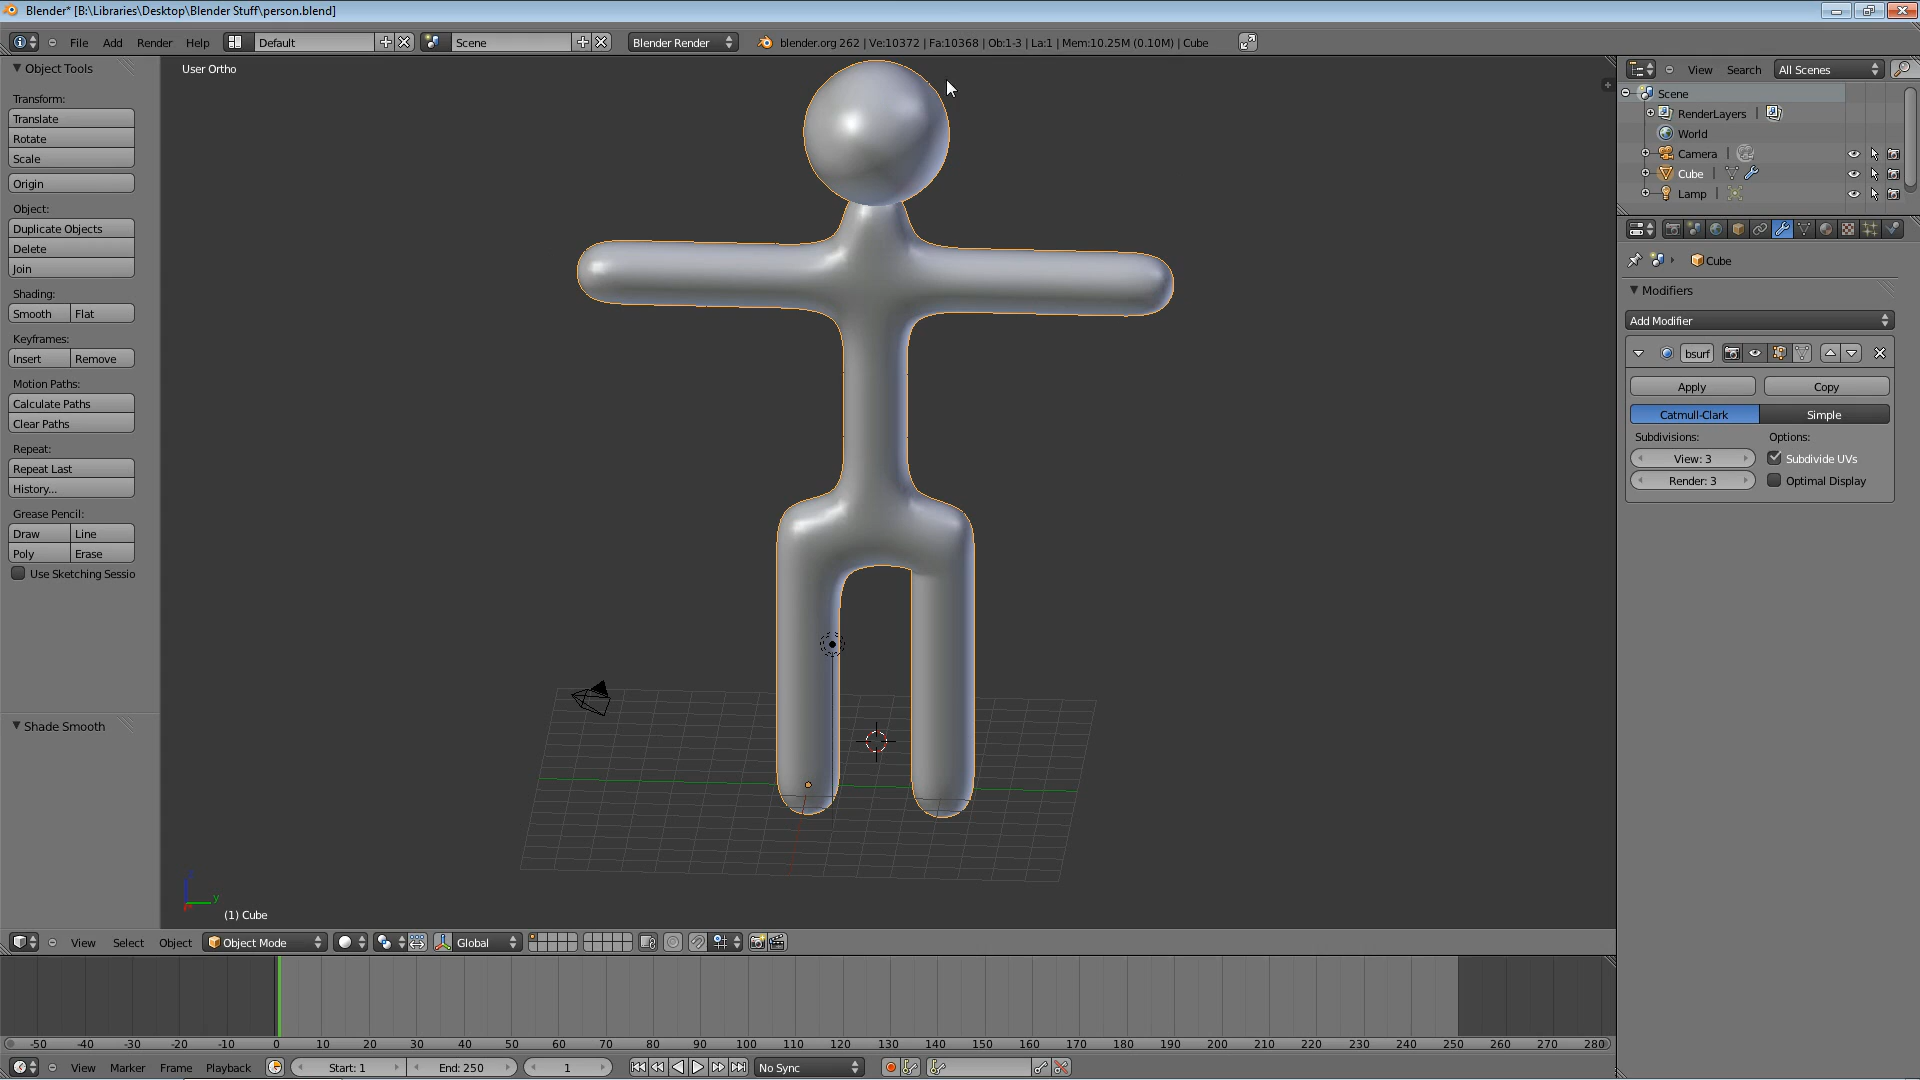 Blender* [B:\Libraries\Desktop\Blender Stuff\person.blend]
File Add Render Help Default Scene Blender Render blender.org 262 | Ve:10372 | Fa:10368 | Ob:1-3 | La:1 | Mem:10.25M (0.10M) | Cube
Object Tools
Transform:
Translate
Rotate
Scale
Origin
Object:
Duplicate Objects
Delete
Join
Shading:
Smooth Flat
Keyframes:
Insert Remove
Motion Paths:
Calculate Paths
Clear Paths
Repeat:
Repeat Last
History...
Grease Pencil:
Draw Line
Poly Erase
Use Sketching Sessio
Shade Smooth
User Ortho
y
(1) Cube
View Select Object Object Mode Global
-50 -40 -30 -20 -10 0 10 20 30 40 50 60 70 80 90 100 110 120 130 140 150 160 170 180 190 200 210 220 230 240 250 260 270 280
View Marker Frame Playback Start: 1 End: 250 1 No Sync
View Search All Scenes
Scene
RenderLayers |
World
Camera |
Cube |
Lamp |
Cube
Modifiers
Add Modifier
bsurf
Apply Copy
Catmull-Clark Simple
Subdivisions: Options:
View: 3 Subdivide UVs
Render: 3 Optimal Display